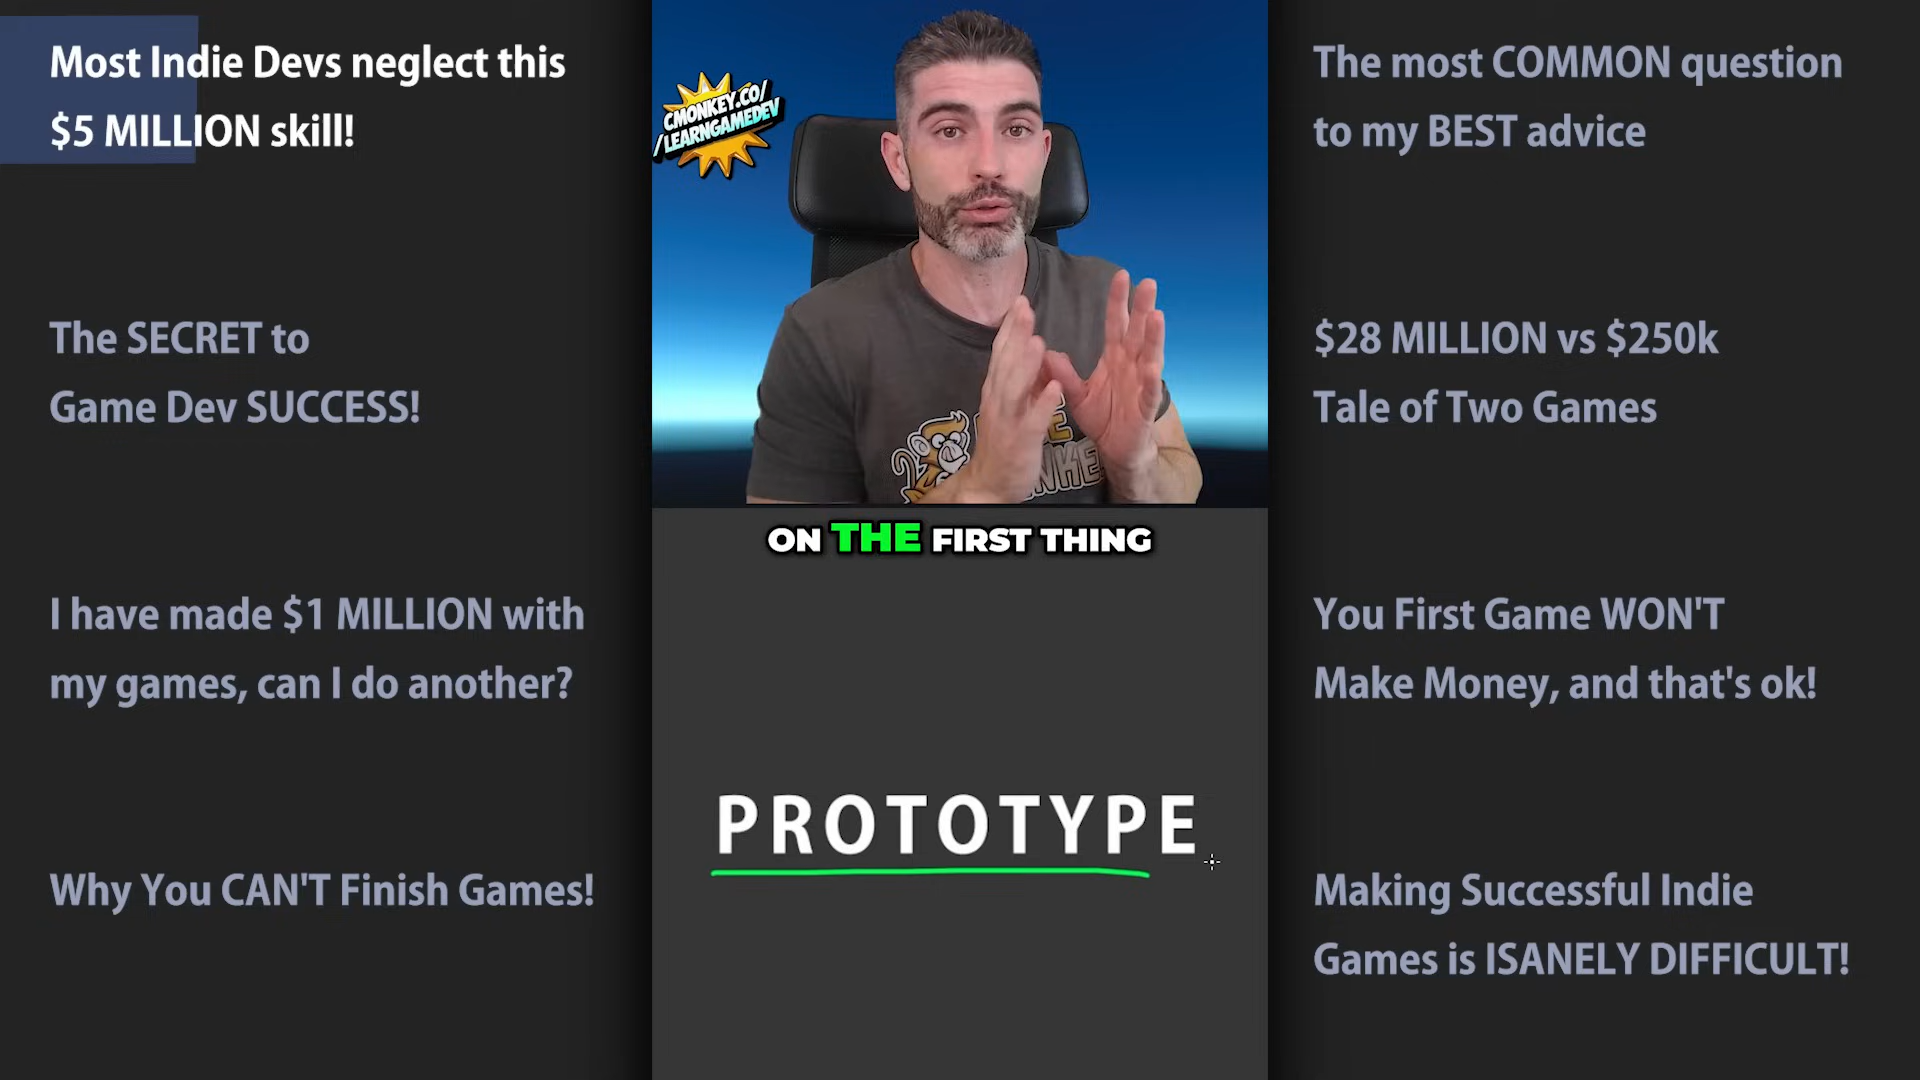 Most Indie Devs neglect this
$5 MILLION skill!
The SECRET to
Game Dev SUCCESS!
I have made $1 MILLION with
my games, can I do another?
Why You CAN'T Finish Games!
CMONKEY.CO/
/LEARNGAMEDEV
ON THE FIRST THING
PROTOTYPE
The most COMMON question
to my BEST advice
$28 MILLION vs $250k
Tale of Two Games
You First Game WON'T
Make Money, and that's ok!
Making Successful Indie
Games is ISANELY DIFFICULT!